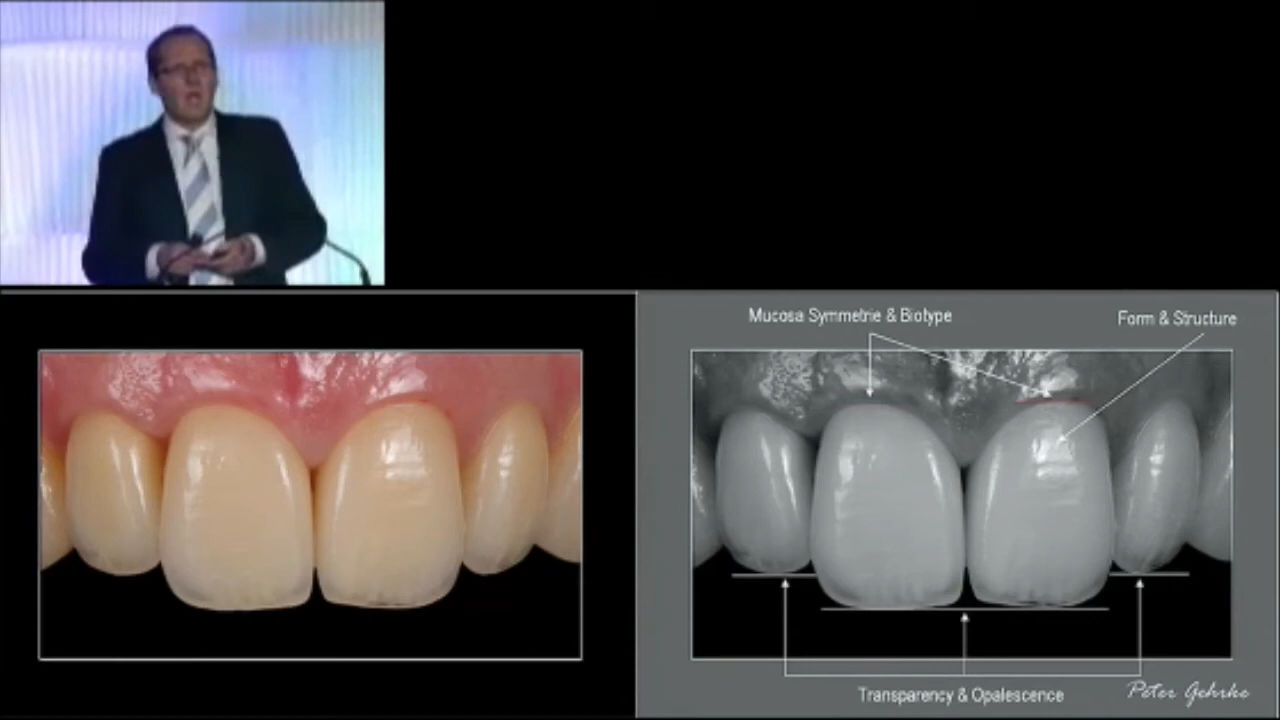 Mucosa Symmetrie & Biotype
Form & Structure
Transparency & Opalescence
Peter Gehrke